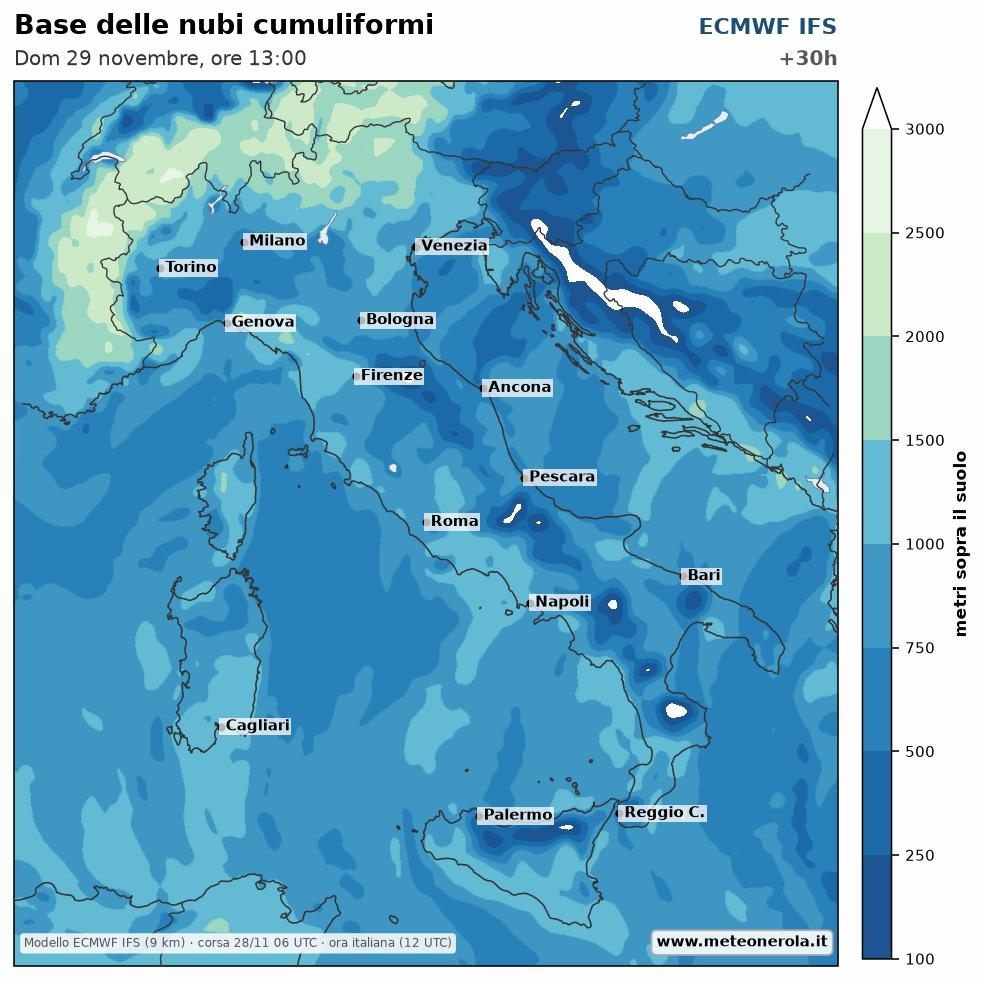 Base delle nubi cumuliformi
ECMWF IFS
Dom 29 novembre, ore 13:00
+30h
Milano
Venezia
Torino
Genova
Bologna
Firenze
Ancona
Pescara
Roma
Bari
Napoli
Cagliari
Palermo
Reggio C.
3000
2500
2000
1500
1000
750
500
250
100
metri sopra il suolo
Modello ECMWF IFS (9 km) · corsa 28/11 06 UTC · ora italiana (12 UTC)
www.meteonerola.it